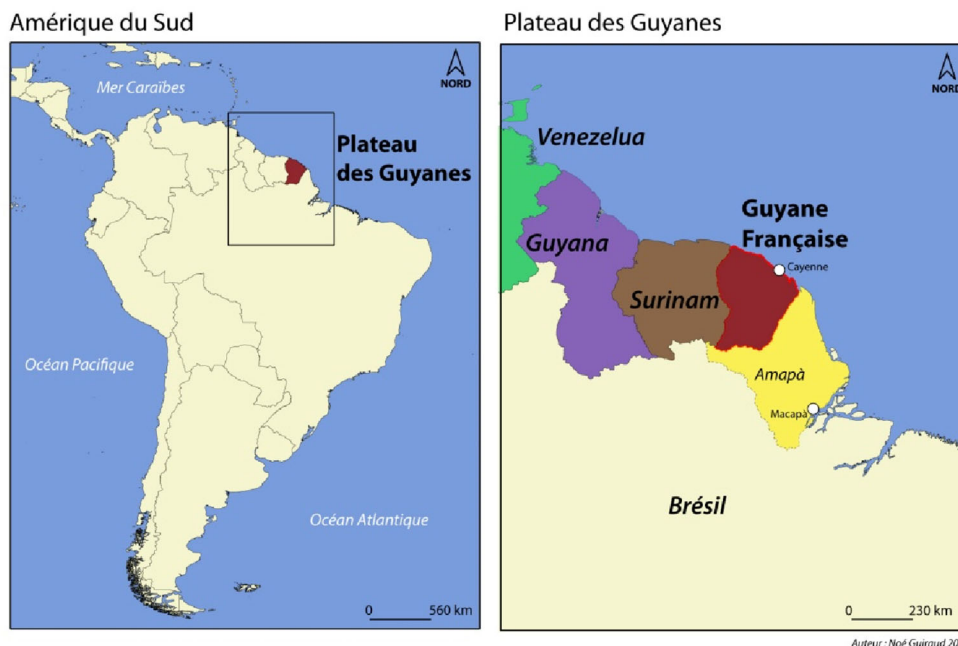 Amérique du Sud
NORD
Mer Caraïbes
Plateau
des Guyanes
Océan Pacifique
Océan Atlantique
0 560 km
Plateau des Guyanes
NORD
Venezelua
Guyane
Française
Guyana
Cayenne
Surinam
Amapà
Macapà
Brésil
0 230 km
Auteur : Noé Guiraud 20